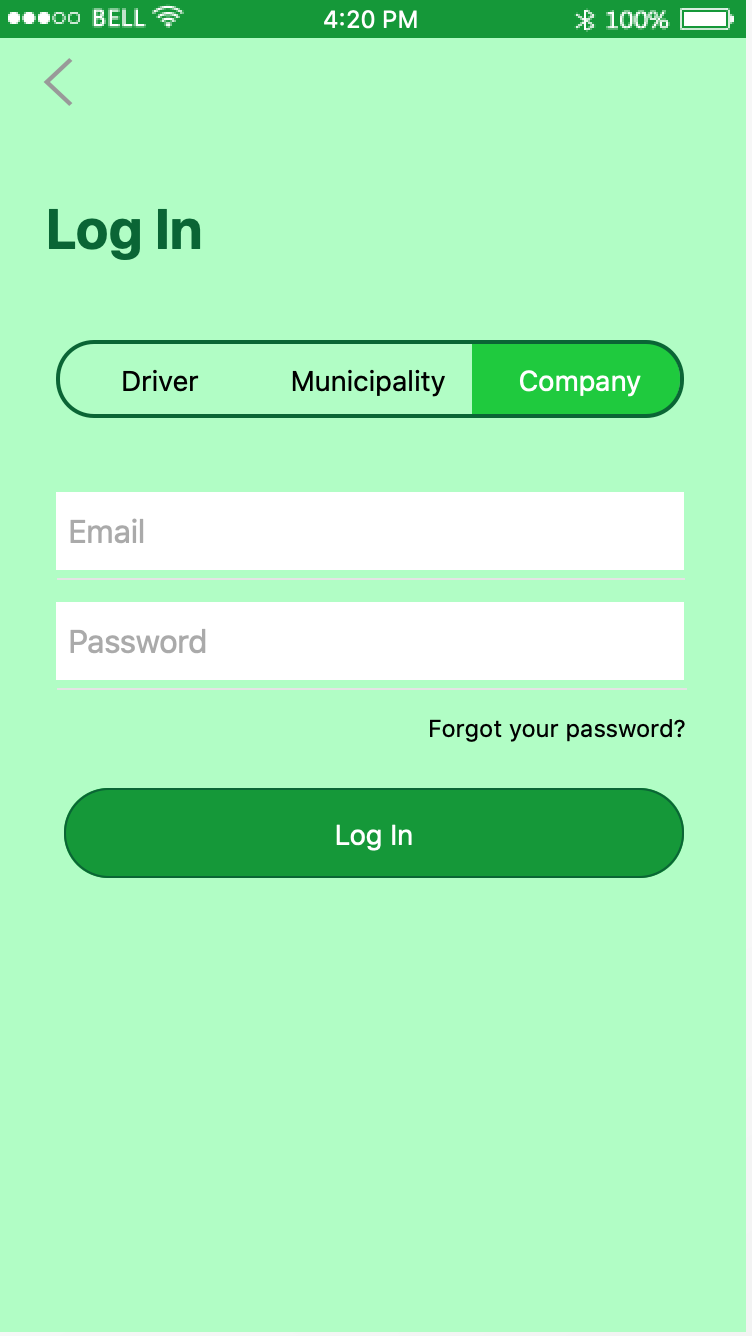 BELL 4:20 PM 100%
Log In
Driver Municipality Company
Email
Password
Forgot your password?
Log In